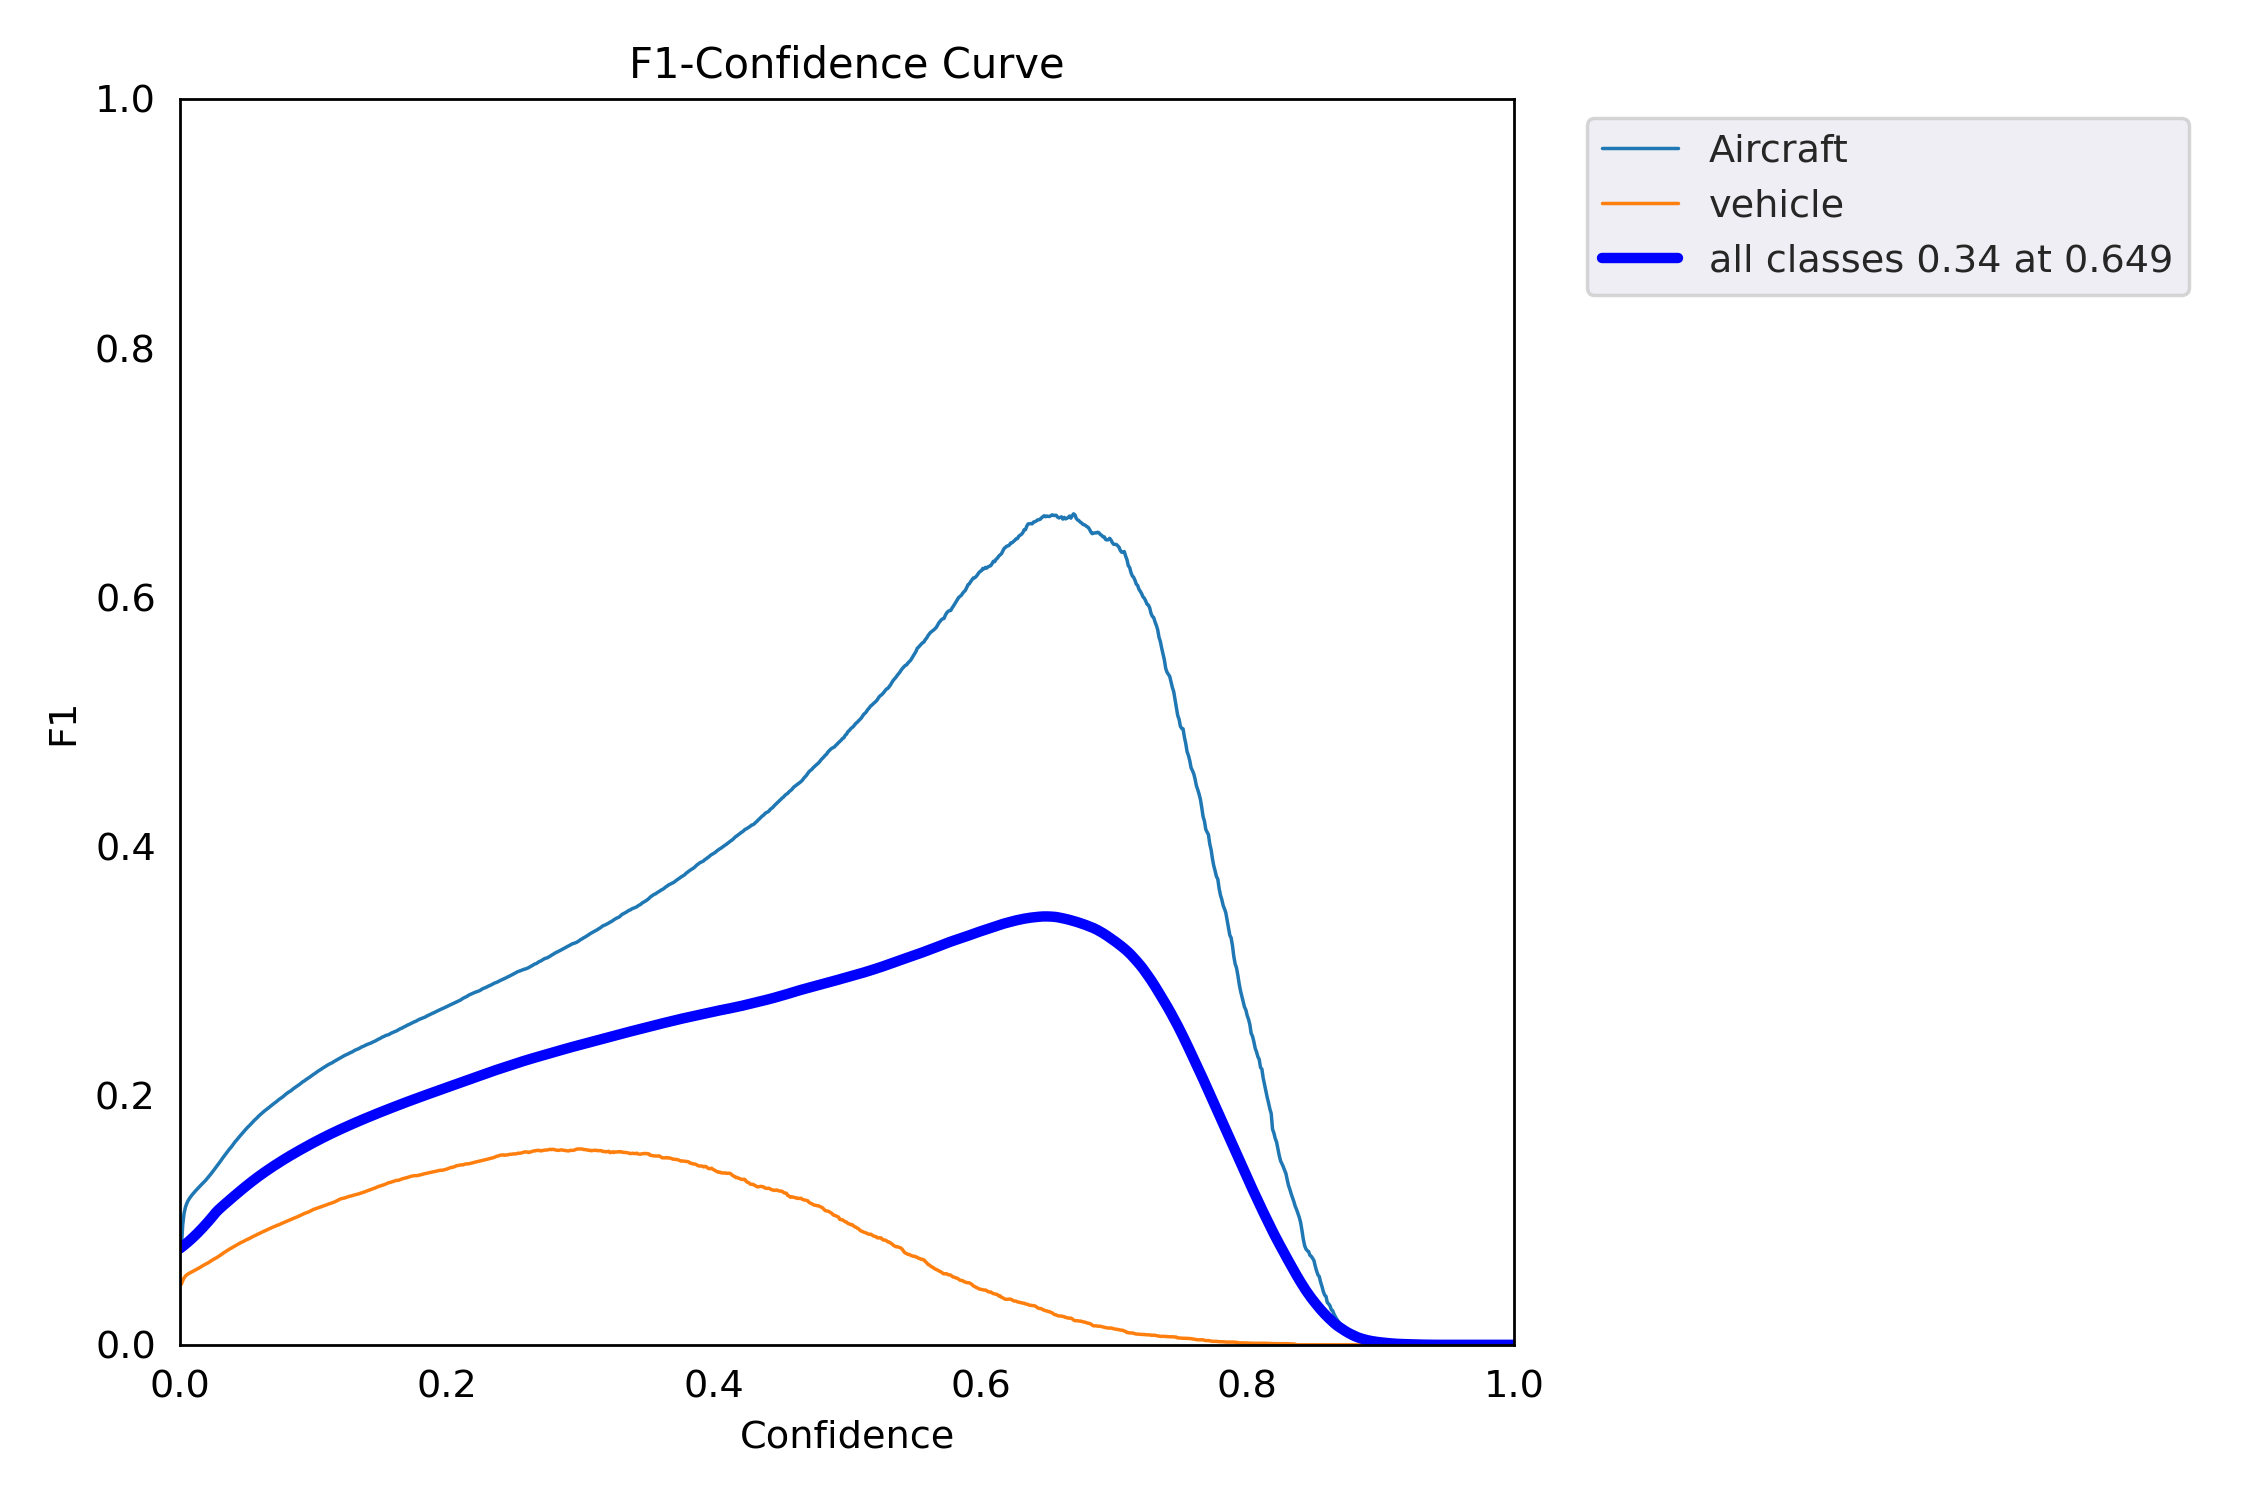 F1-Confidence Curve
1.0
0.8
0.6
0.4
0.2
0.0
F1
0.0 0.2 0.4 0.6 0.8 1.0
Confidence
Aircraft
vehicle
all classes 0.34 at 0.649